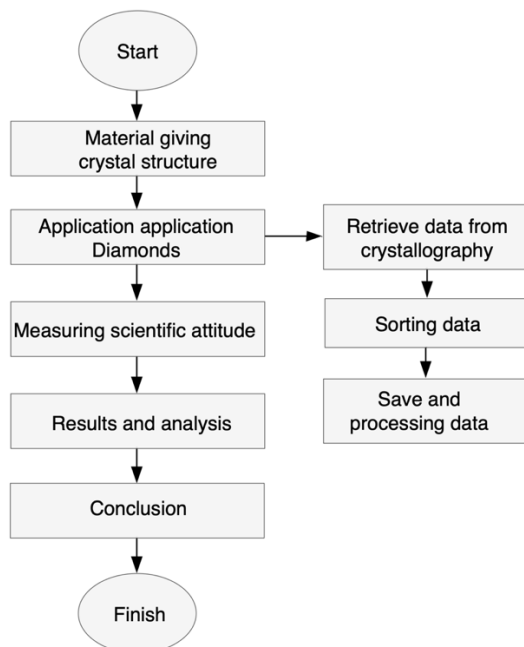 Start
Material giving
crystal structure
Application application
Diamonds
Retrieve data from
crystallography
Measuring scientific attitude
Sorting data
Results and analysis
Save and
processing data
Conclusion
Finish